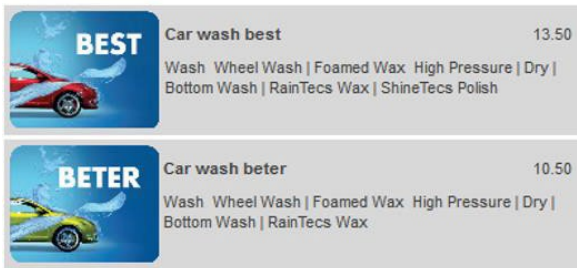 BEST
Car wash best 13.50
Wash Wheel Wash | Foamed Wax High Pressure | Dry |
Bottom Wash | RainTecs Wax | ShineTecs Polish
BETER
Car wash beter 10.50
Wash Wheel Wash | Foamed Wax High Pressure | Dry |
Bottom Wash | RainTecs Wax